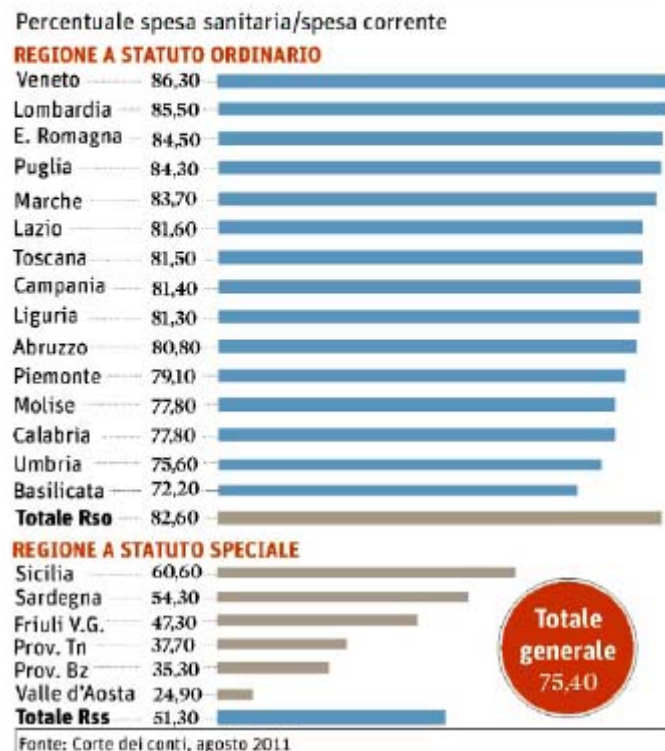 Percentuale spesa sanitaria/spesa corrente
REGIONE A STATUTO ORDINARIO
Veneto 86,30
Lombardia 85,50
E. Romagna 84,50
Puglia 84,30
Marche 83,70
Lazio 81,60
Toscana 81,50
Campania 81,40
Liguria 81,30
Abruzzo 80,80
Piemonte 79,10
Molise 77,80
Calabria 77,80
Umbria 75,60
Basilicata 72,20
Totale Rso 82,60
REGIONE A STATUTO SPECIALE
Sicilia 60,60
Sardegna 54,30
Friuli V.G. 47,30
Prov. Tn 37,70
Prov. Bz 35,30
Valle d'Aosta 24,90
Totale Rss 51,30
Totale
generale
75,40
Fonte: Corte dei conti, agosto 2011